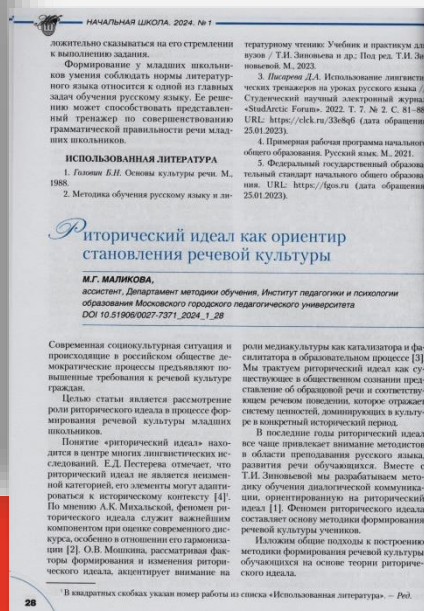 НАЧАЛЬНАЯ ШКОЛА. 2024. №1
ложительно сказываться на его стремлении
к выполнению задания.
Формирование у младших школьни-
ков умения соблюдать нормы литератур-
ного языка относится к одной из главных
задач обучения русскому языку. Ее реше-
нию может способствовать представлен-
ный тренажер по совершенствованию
грамматической правильности речи млад-
ших школьников.
ИСПОЛЬЗОВАННАЯ ЛИТЕРАТУРА
1. Головин Б.Н. Основы культуры речи. М.,
1988.
2. Методика обучения русскому языку и ли-
тературному чтению: Учебник и практикум для
вузов / Т.И. Зиновьева и др.; Под ред. Т.И. Зи-
новьевой. М., 2023.
3. Писарева Д.А. Использование лингвисти-
ческих тренажеров на уроках русского языка //
Студенческий научный электронный журнал
«StudArctic Forum». 2022. Т. 7. № 2. С. 81–88.
URL: https://clck.ru/33e8q6 (дата обращения
25.01.2023).
4. Примерная рабочая программа начального
общего образования. Русский язык. М., 2021.
5. Федеральный государственный образова-
тельный стандарт начального общего образова-
ния. URL: https://fgos.ru (дата обращения
25.01.2023).
Риторический идеал как ориентир
становления речевой культуры
М.Г. МАЛИКОВА,
ассистент, Департамент методики обучения, Институт педагогики и психологии
образования Московского городского педагогического университета
DOI 10.51906/0027-7371_2024_1_28
Современная социокультурная ситуация и
происходящие в российском обществе де-
мократические процессы предъявляют по-
вышенные требования к речевой культуре
граждан.
Целью статьи является рассмотрение
роли риторического идеала в процессе фор-
мирования речевой культуры младших
школьников.
Понятие «риторический идеал» нахо-
дится в центре многих лингвистических ис-
следований. Е.Д. Пестерева отмечает, что
риторический идеал не является неизмен-
ной категорией, его элементы могут адапти-
роваться к историческому контексту [4]¹.
По мнению А.К. Михальской, феномен ри-
торического идеала служит важнейшим
компонентом при оценке современного дис-
курса, особенно в отношении его гармониза-
ции [2]. О.В. Мошкина, рассматривая фак-
торы формирования и изменения ритори-
ческого идеала, акцентирует внимание на
роли медиакультуры как катализатора и фа-
силитатора в образовательном процессе [3].
Мы трактуем риторический идеал как су-
ществующее в общественном сознании пред-
ставление об образцовой речи и соответству-
ющем речевом поведении, которое отражает
систему ценностей, доминирующих в культу-
ре в конкретный исторический период.
В последние годы риторический идеал
все чаще привлекает внимание методистов
в области преподавания русского языка,
развития речи обучающихся. Вместе с
Т.И. Зиновьевой мы разрабатываем мето-
дику обучения диалогической коммуника-
ции, ориентированную на риторический
идеал [1]. Феномен риторического идеала
составляет основу методики формирования
речевой культуры учеников.
Изложим общие подходы к построению
методики формирования речевой культуры
обучающихся на основе теории риториче-
ского идеала.
¹ В квадратных скобках указан номер работы из списка «Использованная литература». — Ред.
28